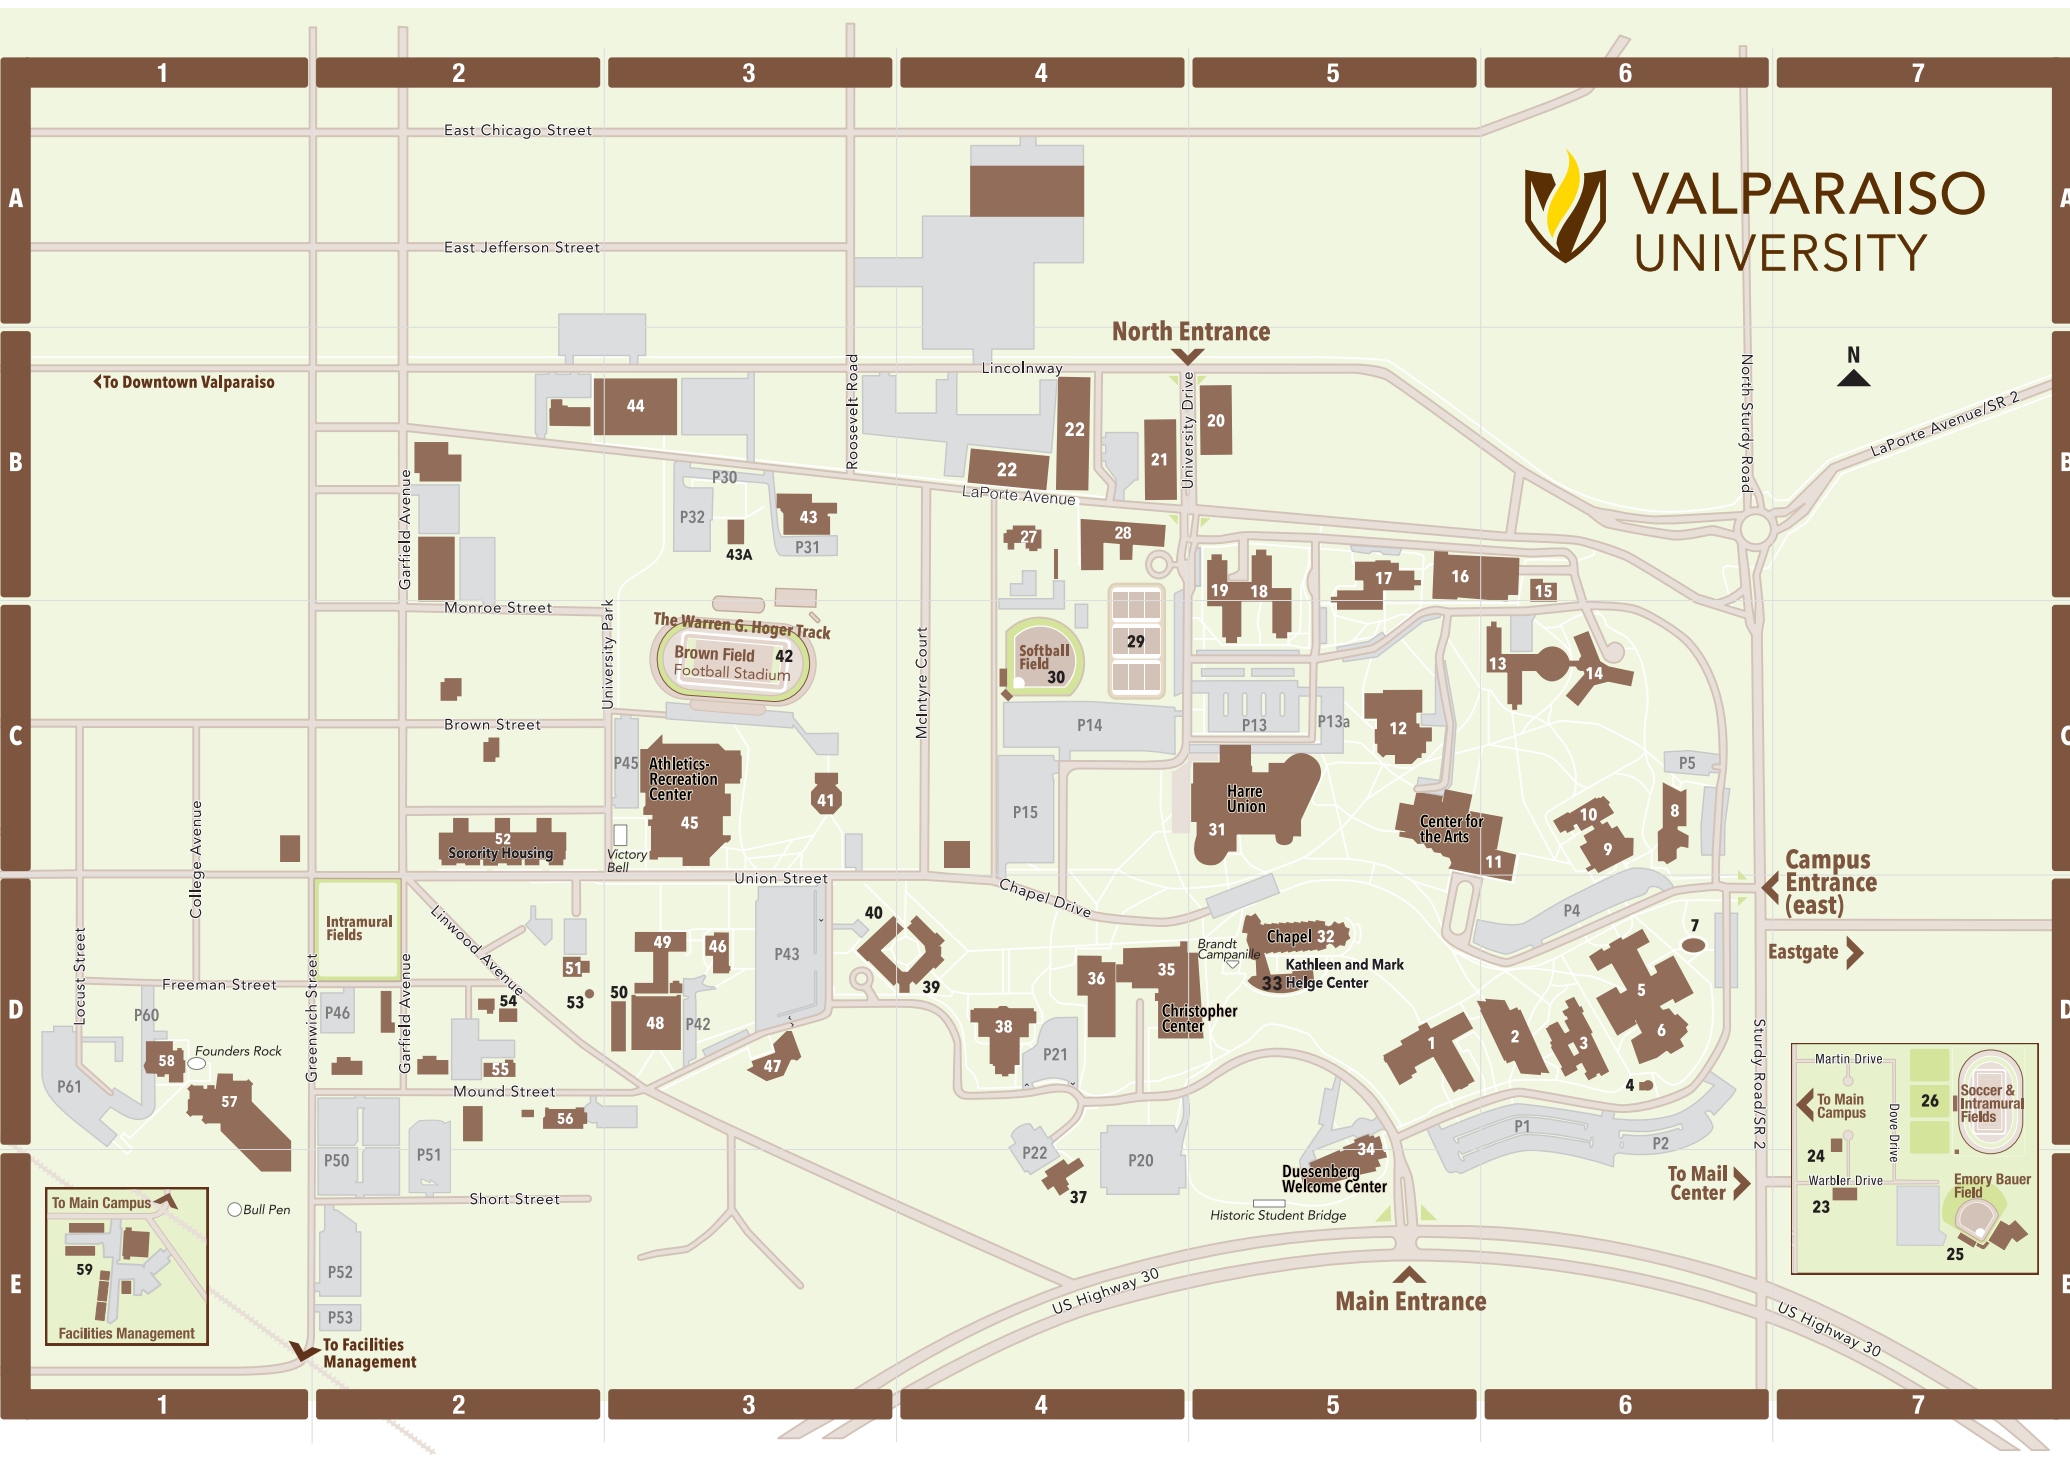 1 2 3 4 5 6 7
East Chicago Street
A
A
VALPARAISO
UNIVERSITY
East Jefferson Street
North Entrance
Lincolnway
To Downtown Valparaiso
N
Roosevelt Road
University Drive
North Sturdy Road
LaPorte Avenue/SR 2
44
22
20
B
B
21
22
LaPorte Avenue
Garfield Avenue
P30
P32
43
43A
P31
27
28
19
18
17
16
15
Monroe Street
University Park
The Warren G. Hoger Track
Brown Field
42
Football Stadium
McIntyre Court
Softball
Field
30
29
13
14
Brown Street
C
C
P14
P13
P13a
12
P45
Athletics-
Recreation
Center
45
41
P15
Harre
Union
31
P5
Center for
the Arts
11
10
9
8
52
Sorority Housing
Victory
Bell
College Avenue
Union Street
Chapel Drive
Campus
Entrance
(east)
Intramural
Fields
Linwood Avenue
40
P4
7
49
46
P43
Chapel 32
Brandt
Campanille
Kathleen and Mark
33 Helge Center
Eastgate
Locust Street
Freeman Street
Greenwich Street
Garfield Avenue
51
53
54
50
39
36
35
5
D
D
P60
P46
48
P42
38
Christopher
Center
1
2
3
6
Sturdy Road/SR 2
58
Founders Rock
P61
57
55
Mound Street
47
P21
4
Martin Drive
To Main
Campus
26
Soccer &
Intramural
Fields
Dove Drive
56
P50
P51
P22
P20
37
P1
P2
34
Duesenberg
Welcome Center
24
Warbler Drive
23
Emory Bauer
Field
25
To Mail
Center
To Main Campus
Bull Pen
Short Street
Historic Student Bridge
59
Facilities Management
P52
P53
E
E
To Facilities
Management
US Highway 30
Main Entrance
US Highway 30
1 2 3 4 5 6 7